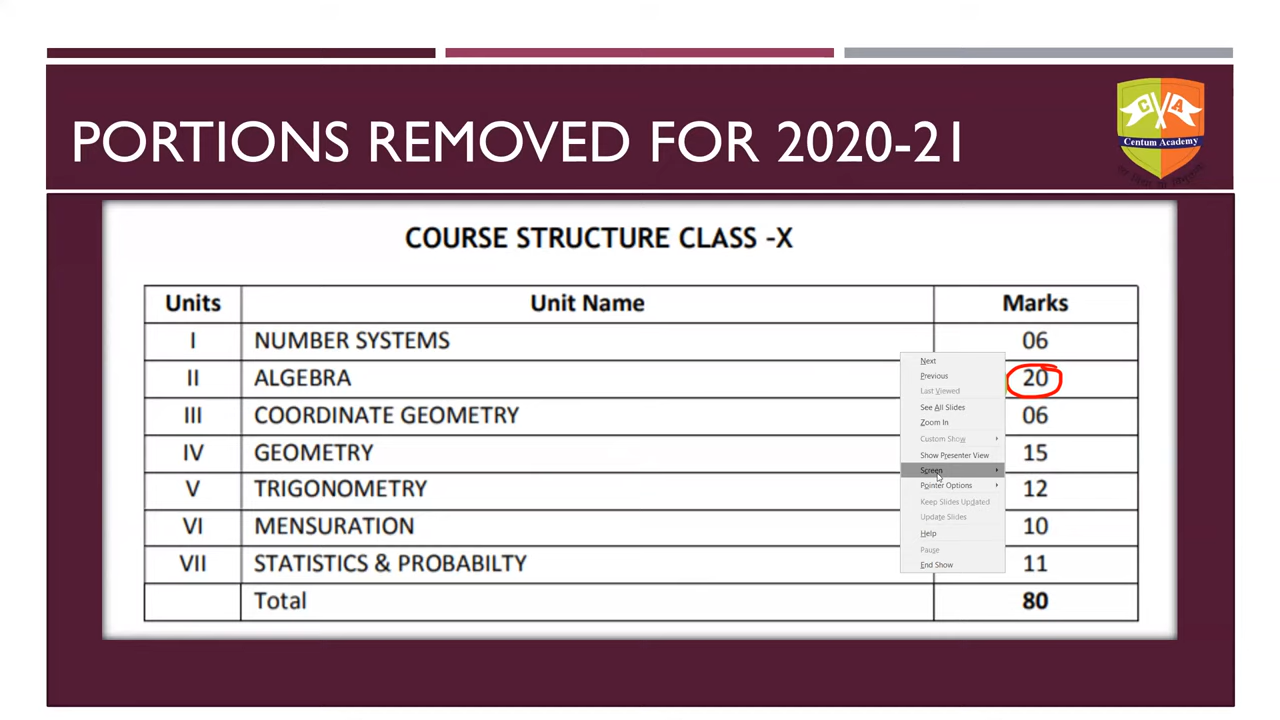 PORTIONS REMOVED FOR 2020-21
C A
Centum Academy
COURSE STRUCTURE CLASS -X
Units Unit Name Marks
I NUMBER SYSTEMS 06
II ALGEBRA 20
III COORDINATE GEOMETRY 06
IV GEOMETRY 15
V TRIGONOMETRY 12
VI MENSURATION 10
VII STATISTICS & PROBABILTY 11
Total 80
Next
Previous
Last Viewed
See All Slides
Zoom In
Custom Show
Show Presenter View
Screen
Pointer Options
Keep Slides Updated
Update Slides
Help
Pause
End Show